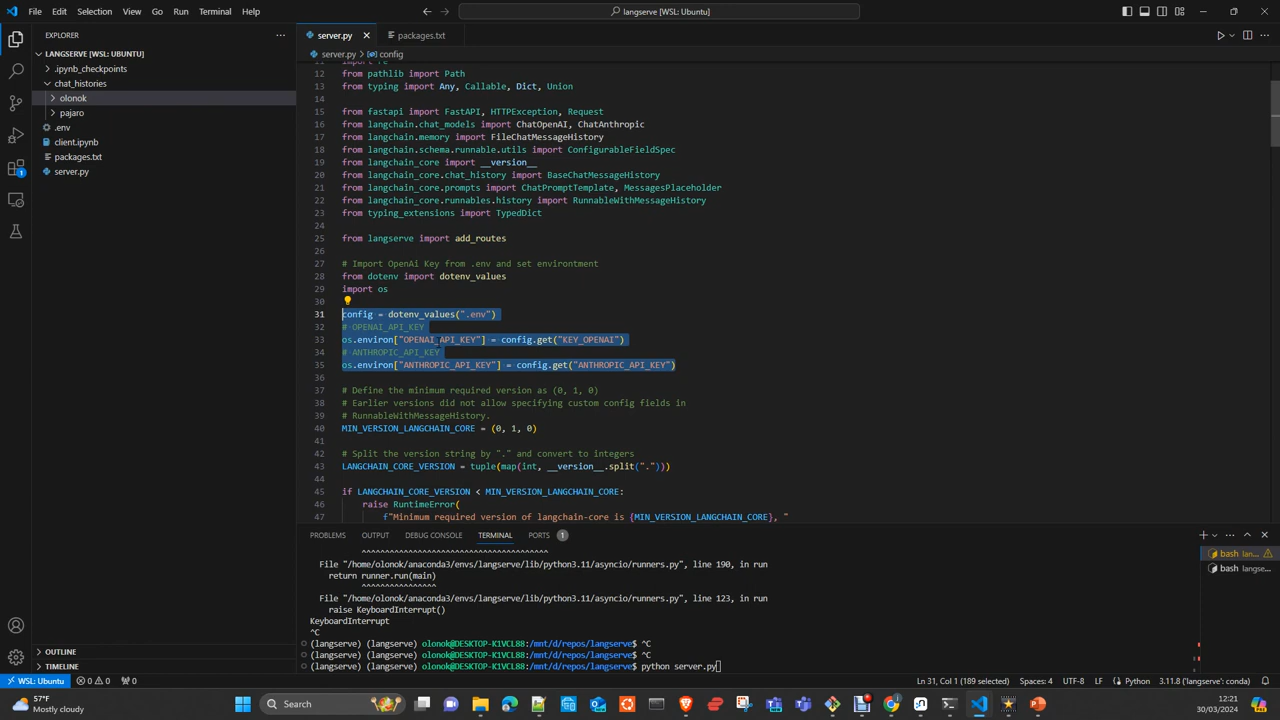 File Edit Selection View Go Run Terminal Help
langserve [WSL: Ubuntu]
EXPLORER
LANGSERVE [WSL: UBUNTU]
.ipynb_checkpoints
chat_histories
olonok
pajaro
.env
client.ipynb
packages.txt
server.py
OUTLINE
TIMELINE
1
server.py
packages.txt
server.py > config
12 from pathlib import Path
13 from typing import Any, Callable, Dict, Union
14
15 from fastapi import FastAPI, HTTPException, Request
16 from langchain.chat_models import ChatOpenAI, ChatAnthropic
17 from langchain.memory import FileChatMessageHistory
18 from langchain.schema.runnable.utils import ConfigurableFieldSpec
19 from langchain_core import __version__
20 from langchain_core.chat_history import BaseChatMessageHistory
21 from langchain_core.prompts import ChatPromptTemplate, MessagesPlaceholder
22 from langchain_core.runnables.history import RunnableWithMessageHistory
23 from typing_extensions import TypedDict
24
25 from langserve import add_routes
26
27 # Import OpenAi Key from .env and set environtment
28 from dotenv import dotenv_values
29 import os
30
31 config = dotenv_values(".env")
32 # OPENAI_API_KEY
33 os.environ["OPENAI_API_KEY"] = config.get("KEY_OPENAI")
34 # ANTHROPIC_API_KEY
35 os.environ["ANTHROPIC_API_KEY"] = config.get("ANTHROPIC_API_KEY")
36
37 # Define the minimum required version as (0, 1, 0)
38 # Earlier versions did not allow specifying custom config fields in
39 # RunnableWithMessageHistory.
40 MIN_VERSION_LANGCHAIN_CORE = (0, 1, 0)
41
42 # Split the version string by "." and convert to integers
43 LANGCHAIN_CORE_VERSION = tuple(map(int, __version__.split(".")))
44
45 if LANGCHAIN_CORE_VERSION < MIN_VERSION_LANGCHAIN_CORE:
46 raise RuntimeError(
47 f"Minimum required version of langchain-core is {MIN_VERSION_LANGCHAIN_CORE}, "
PROBLEMS OUTPUT DEBUG CONSOLE TERMINAL PORTS 1
^^^^^^^^^^^^^^^^^^^^^^^^^^^^^^^^^^^^^^^^
File "/home/olonok/anaconda3/envs/langserve/lib/python3.11/asyncio/runners.py", line 190, in run
return runner.run(main)
^^^^^^^^^^^^^^^^
File "/home/olonok/anaconda3/envs/langserve/lib/python3.11/asyncio/runners.py", line 123, in run
raise KeyboardInterrupt()
KeyboardInterrupt
^C
(langserve) (langserve) olonok@DESKTOP-K1VCL88:/mnt/d/repos/langserve$ ^C
(langserve) (langserve) olonok@DESKTOP-K1VCL88:/mnt/d/repos/langserve$ ^C
(langserve) (langserve) olonok@DESKTOP-K1VCL88:/mnt/d/repos/langserve$ python server.py
bash lan...
bash langse...
WSL: Ubuntu 0 0 0 Ln 31, Col 1 (189 selected) Spaces: 4 UTF-8 LF Python 3.11.8 ('langserve': conda)
57°F
Mostly cloudy
Search
12:21
30/03/2024